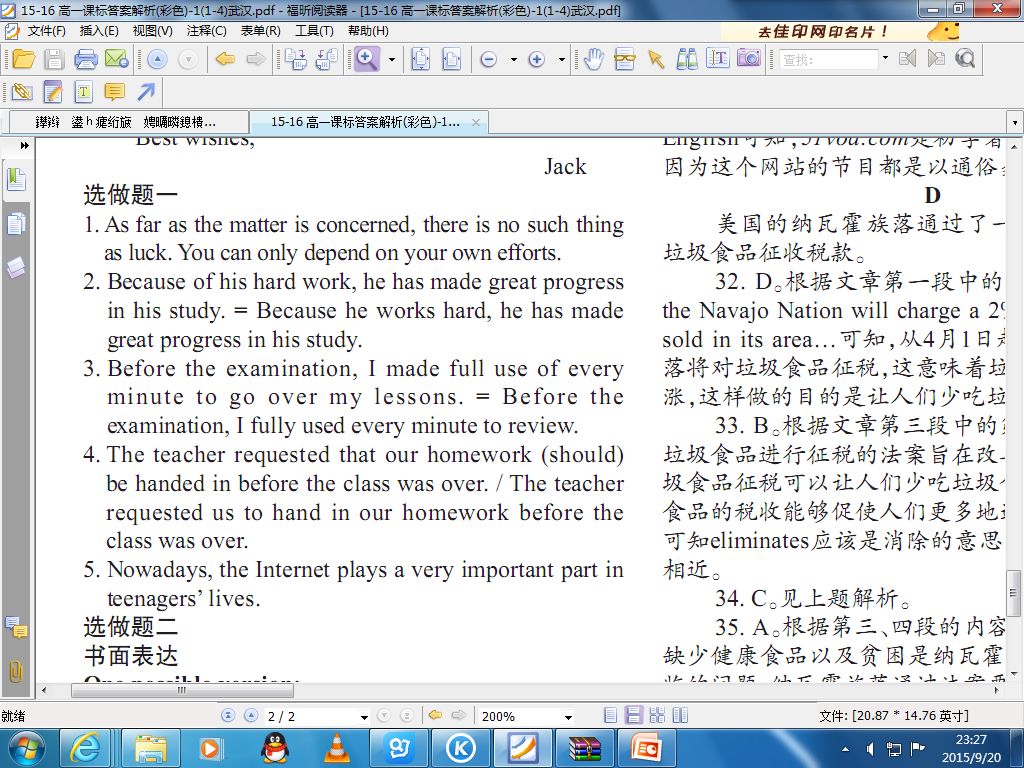 15-16 高一课标答案解析(彩色)-1(1-4)武汉.pdf - 福昕阅读器 - [15-16 高一课标答案解析(彩色)-1(1-4)武汉.pdf]
文件(F) 插入(E) 视图(V) 注释(C) 表单(R) 工具(T) 帮助(H)
去佳印网印名片！
查找:
15-16 高一课标答案解析(彩色)-1...
Best wishes,
Jack
选做题一
1. As far as the matter is concerned, there is no such thing
as luck. You can only depend on your own efforts.
2. Because of his hard work, he has made great progress
in his study. = Because he works hard, he has made
great progress in his study.
3. Before the examination, I made full use of every
minute to go over my lessons. = Before the
examination, I fully used every minute to review.
4. The teacher requested that our homework (should)
be handed in before the class was over. / The teacher
requested us to hand in our homework before the
class was over.
5. Nowadays, the Internet plays a very important part in
teenagers’ lives.
选做题二
书面表达
One possible version:
English可知,51voa.com是初学者
因为这个网站的节目都是以通俗
D
美国的纳瓦霍族落通过了一
垃圾食品征收税款。
32. D。根据文章第一段中的
the Navajo Nation will charge a 2%
sold in its area…可知,从4月1日起
落将对垃圾食品征税,这意味着垃
涨,这样做的目的是让人们少吃垃
33. B。根据文章第三段中的
垃圾食品进行征税的法案旨在改
圾食品征税可以让人们少吃垃圾
食品的税收能够促使人们更多地
可知eliminates应该是消除的意思
相近。
34. C。见上题解析。
35. A。根据第三、四段的内容
缺少健康食品以及贫困是纳瓦霍
就绪
2 / 2
200%
文件: [20.87 * 14.76 英寸]
23:27
2015/9/20